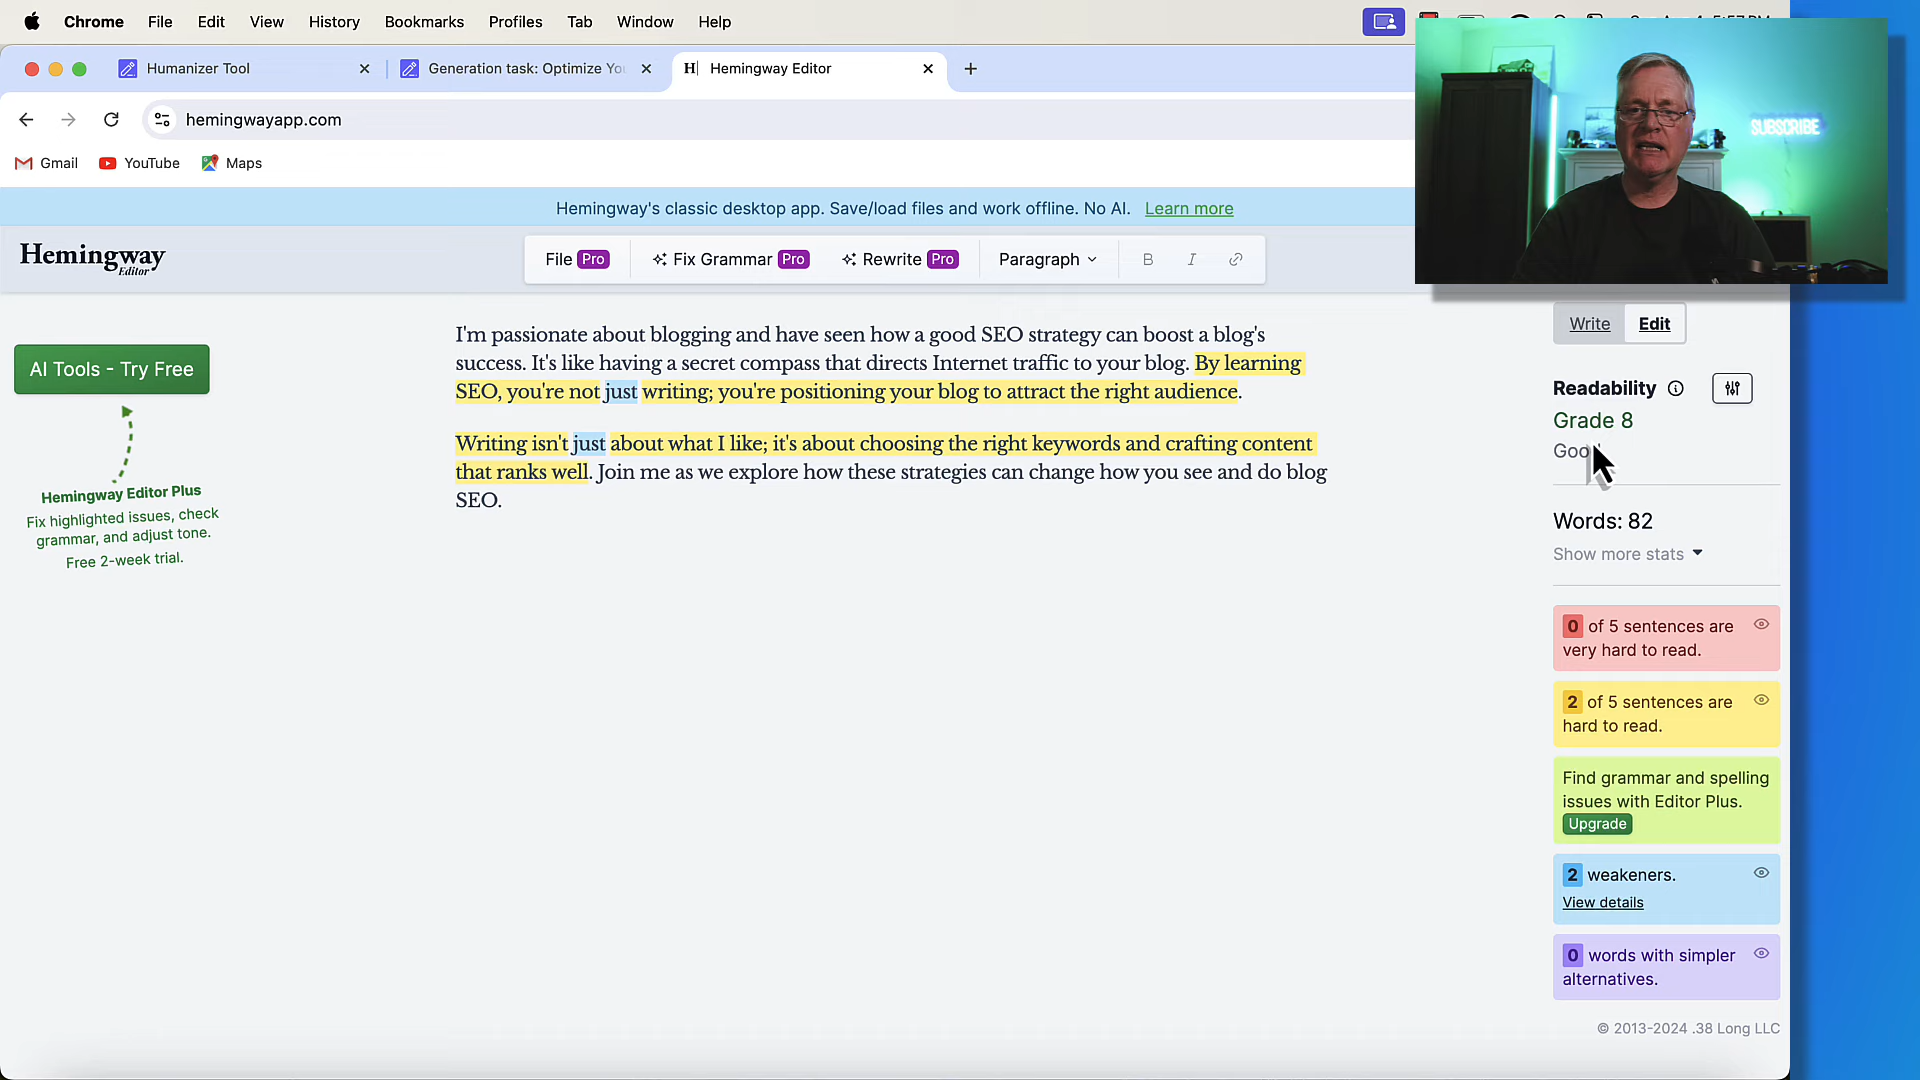 Chrome File Edit View History Bookmarks Profiles Tab Window Help
Humanizer Tool
Generation task: Optimize Yo
Hemingway Editor
hemingwayapp.com
Gmail YouTube Maps
SUBSCRIBE
Hemingway's classic desktop app. Save/load files and work offline. No AI. Learn more
Hemingway
Editor
File Pro Fix Grammar Pro Rewrite Pro Paragraph B I
AI Tools - Try Free
Hemingway Editor Plus
Fix highlighted issues, check
grammar, and adjust tone.
Free 2-week trial.
I'm passionate about blogging and have seen how a good SEO strategy can boost a blog's
success. It's like having a secret compass that directs Internet traffic to your blog. By learning
SEO, you're not just writing; you're positioning your blog to attract the right audience.
Writing isn't just about what I like; it's about choosing the right keywords and crafting content
that ranks well. Join me as we explore how these strategies can change how you see and do blog
SEO.
Write Edit
Readability
Grade 8
Words: 82
Show more stats
0 of 5 sentences are
very hard to read.
2 of 5 sentences are
hard to read.
Find grammar and spelling
issues with Editor Plus.
Upgrade
2 weakeners.
View details
0 words with simpler
alternatives.
© 2013-2024 .38 Long LLC